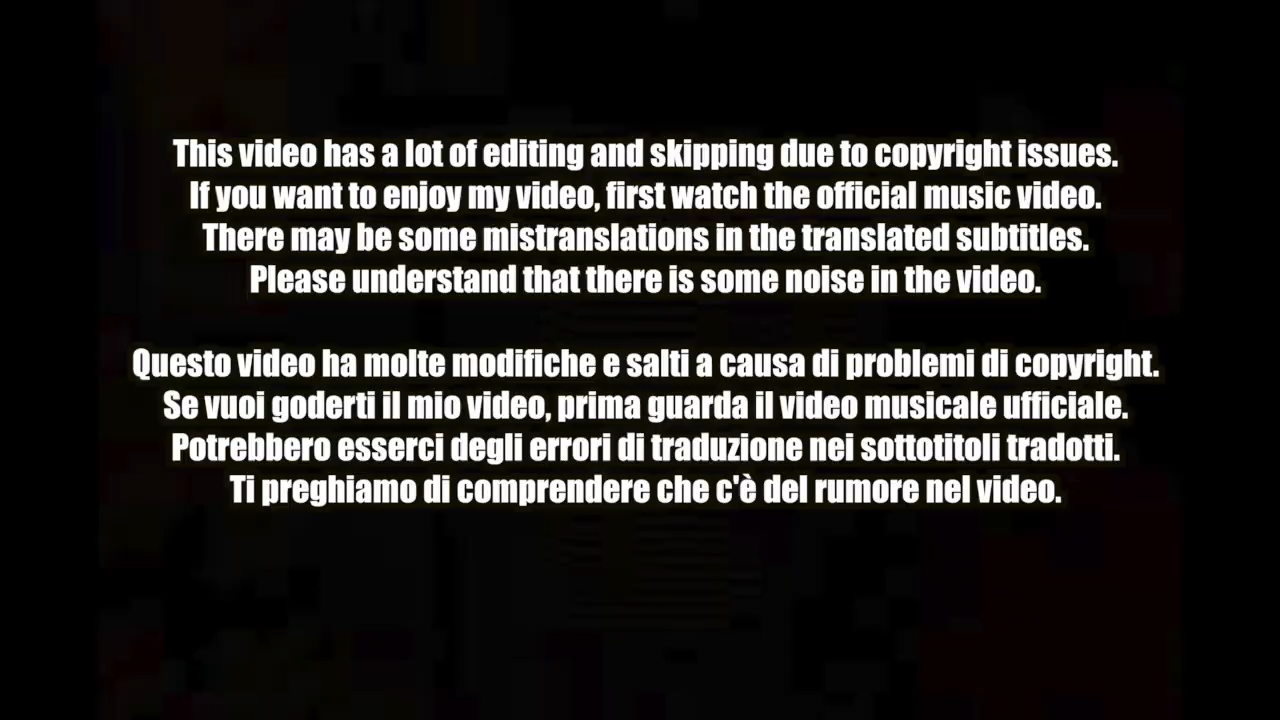 This video has a lot of editing and skipping due to copyright issues.
If you want to enjoy my video, first watch the official music video.
There may be some mistranslations in the translated subtitles.
Please understand that there is some noise in the video.
Questo video ha molte modifiche e salti a causa di problemi di copyright.
Se vuoi goderti il mio video, prima guarda il video musicale ufficiale.
Potrebbero esserci degli errori di traduzione nei sottotitoli tradotti.
Ti preghiamo di comprendere che c'è del rumore nel video.